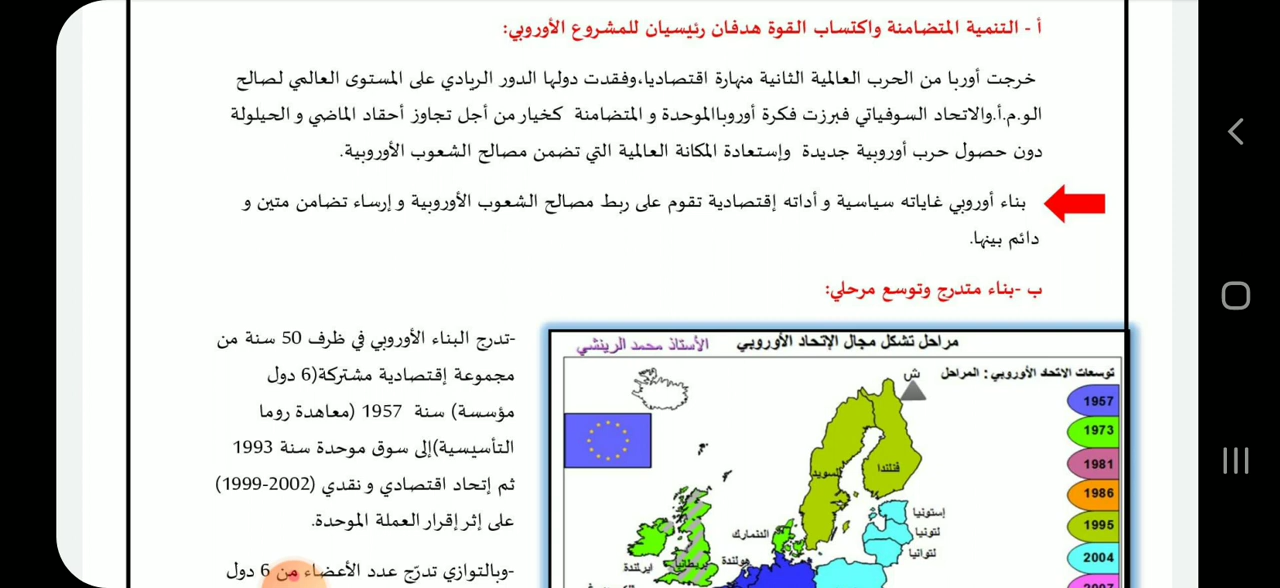 أ - التنمية المتضامنة واكتساب القوة هدفان رئيسيان للمشروع الأوروبي:
خرجت أوربا من الحرب العالمية الثانية منهارة اقتصاديا،وفقدت دولها الدور الريادي على المستوى العالمي لصالح
الو.م.أ.والاتحاد السوفياتي فبرزت فكرة أوروباالموحدة و المتضامنة كخيار من أجل تجاوز أحقاد الماضي و الحيلولة
دون حصول حرب أوروبية جديدة وإستعادة المكانة العالمية التي تضمن مصالح الشعوب الأوروبية.
بناء أوروبي غاياته سياسية و أداته إقتصادية تقوم على ربط مصالح الشعوب الأوروبية و إرساء تضامن متين و
دائم بينها.
ب -بناء متدرج وتوسع مرحلي:
-تدرج البناء الأوروبي في ظرف 50 سنة من
مجموعة إقتصادية مشتركة(6 دول
مؤسسة) سنة 1957 (معاهدة روما
التأسيسية)إلى سوق موحدة سنة 1993
ثم إتحاد اقتصادي و نقدي (2002-1999)
على إثر إقرار العملة الموحدة.
-وبالتوازي تدرّج عدد الأعضاء من 6 دول
مراحل تشكل مجال الإتحاد الأوروبي
الأستاذ محمد الرينشي
توسعات الاتحاد الأوروبي : المراحل
ش
1957
1973
1981
1986
1995
2004
2007
فنلندا
السويد
إستونيا
لتونيا
لتوانيا
الدنمارك
هولندة
بريطانيا
ايرلندة